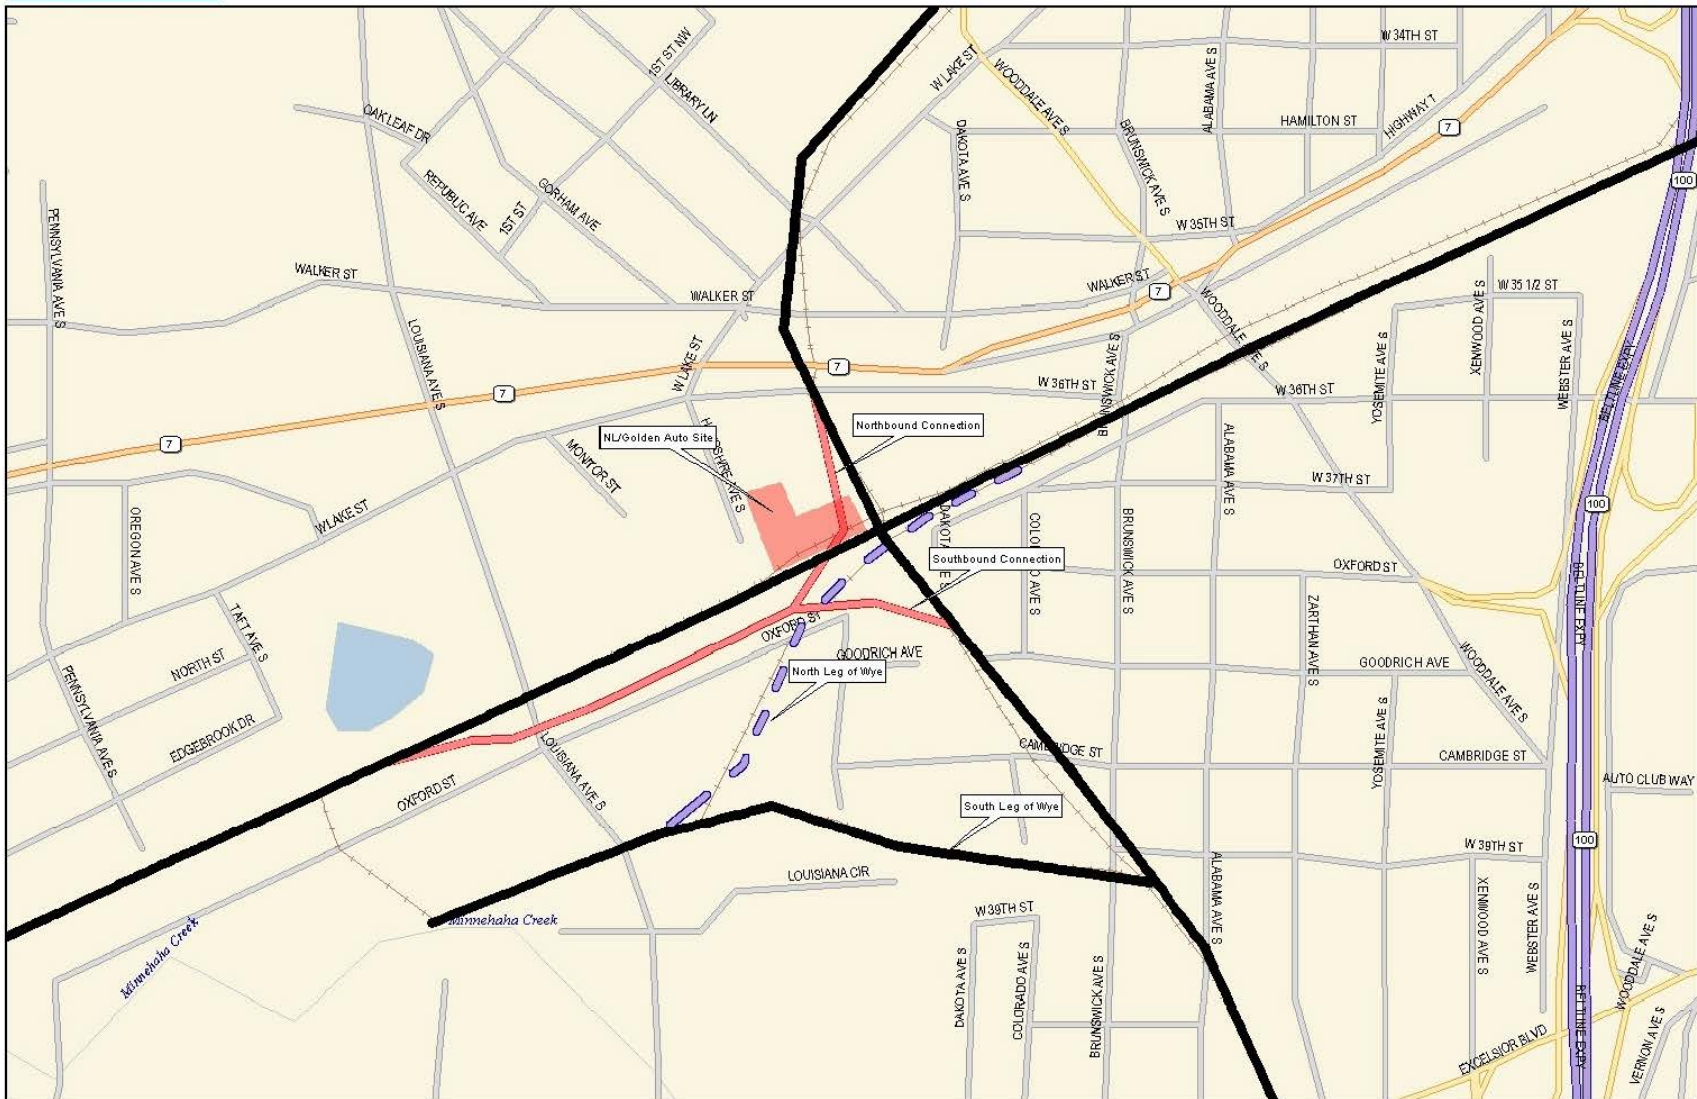 1ST ST NW
W LAKE ST
W 34TH ST
ALABAMA AVE S
WOODDALE AVE S
LIBRARY LN
OAK LEAF DR
DAKOTA AVE S
BRUNSWICK AVE S
HAMILTON ST
HIGHWAY 7
7
100
REPUBLIC AVE
1ST ST
GORHAM AVE
W 35TH ST
PENNSYLVANIA AVE S
WALKER ST
WALKER ST
WALKER ST
7
WOODDALE AVE S
XENWOOD AVE S
W 35 1/2 ST
LOUISIANA AVE S
W LAKE ST
7
7
7
W 36TH ST
BRUNSWICK AVE S
W 36TH ST
YOSEMITE AVE S
WEBSTER AVE S
BELTLINE EXPY
NL/Golden Auto Site
Northbound Connection
MONITOR ST
ALABAMA AVE S
W 37TH ST
100
OREGON AVE S
W LAKE ST
BRUNSWICK AVE S
Southbound Connection
OXFORD ST
BELTLINE EXPY
TAFT AVE S
OXFORD ST
ZARTHAN AVE S
NORTH ST
GOODRICH AVE
GOODRICH AVE
WOODDALE AVE S
North Leg of Wye
PENNSYLVANIA AVE S
EDGEBROOK DR
LOUISIANA AVE S
YOSEMITE AVE S
CAMBRIDGE ST
CAMBRIDGE ST
OXFORD ST
AUTO CLUB WAY
South Leg of Wye
100
W 39TH ST
LOUISIANA CIR
ALABAMA AVE S
XENWOOD AVE S
WEBSTER AVE S
W 39TH ST
Minnehaha Creek
Minnehaha Creek
DAKOTA AVE S
COLORADO AVE S
BRUNSWICK AVE S
WOODDALE AVE S
BELTLINE EXPY
EXCELSIOR BLVD
VERNON AVE S